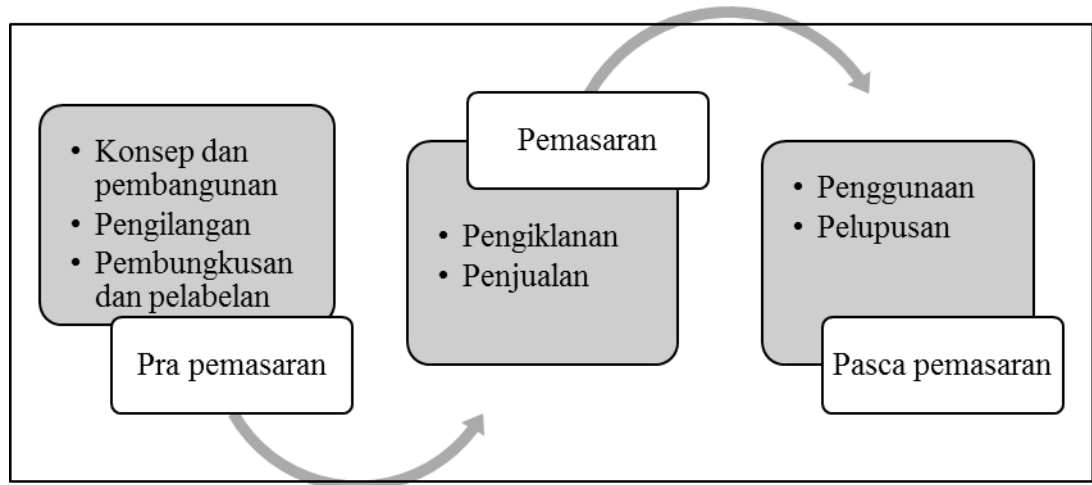 • Konsep dan
pembangunan
• Pengilangan
• Pembungkusan
dan pelabelan
Pra pemasaran
Pemasaran
• Pengiklanan
• Penjualan
• Penggunaan
• Pelupusan
Pasca pemasaran